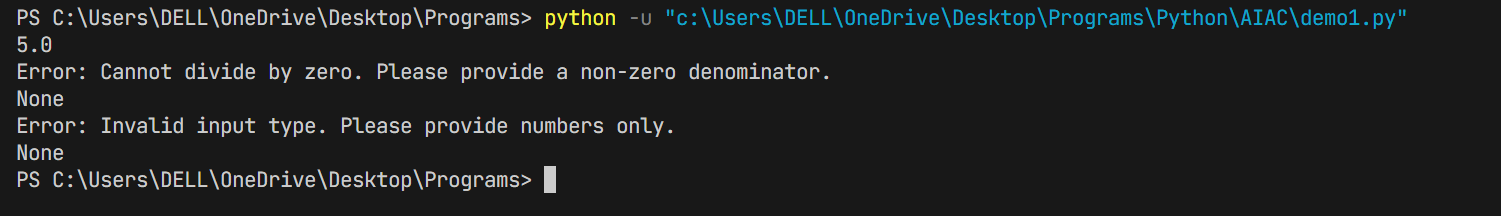 PS C:\Users\DELL\OneDrive\Desktop\Programs> python -u "c:\Users\DELL\OneDrive\Desktop\Programs\Python\AIAC\demo1.py"
5.0
Error: Cannot divide by zero. Please provide a non-zero denominator.
None
Error: Invalid input type. Please provide numbers only.
None
PS C:\Users\DELL\OneDrive\Desktop\Programs>